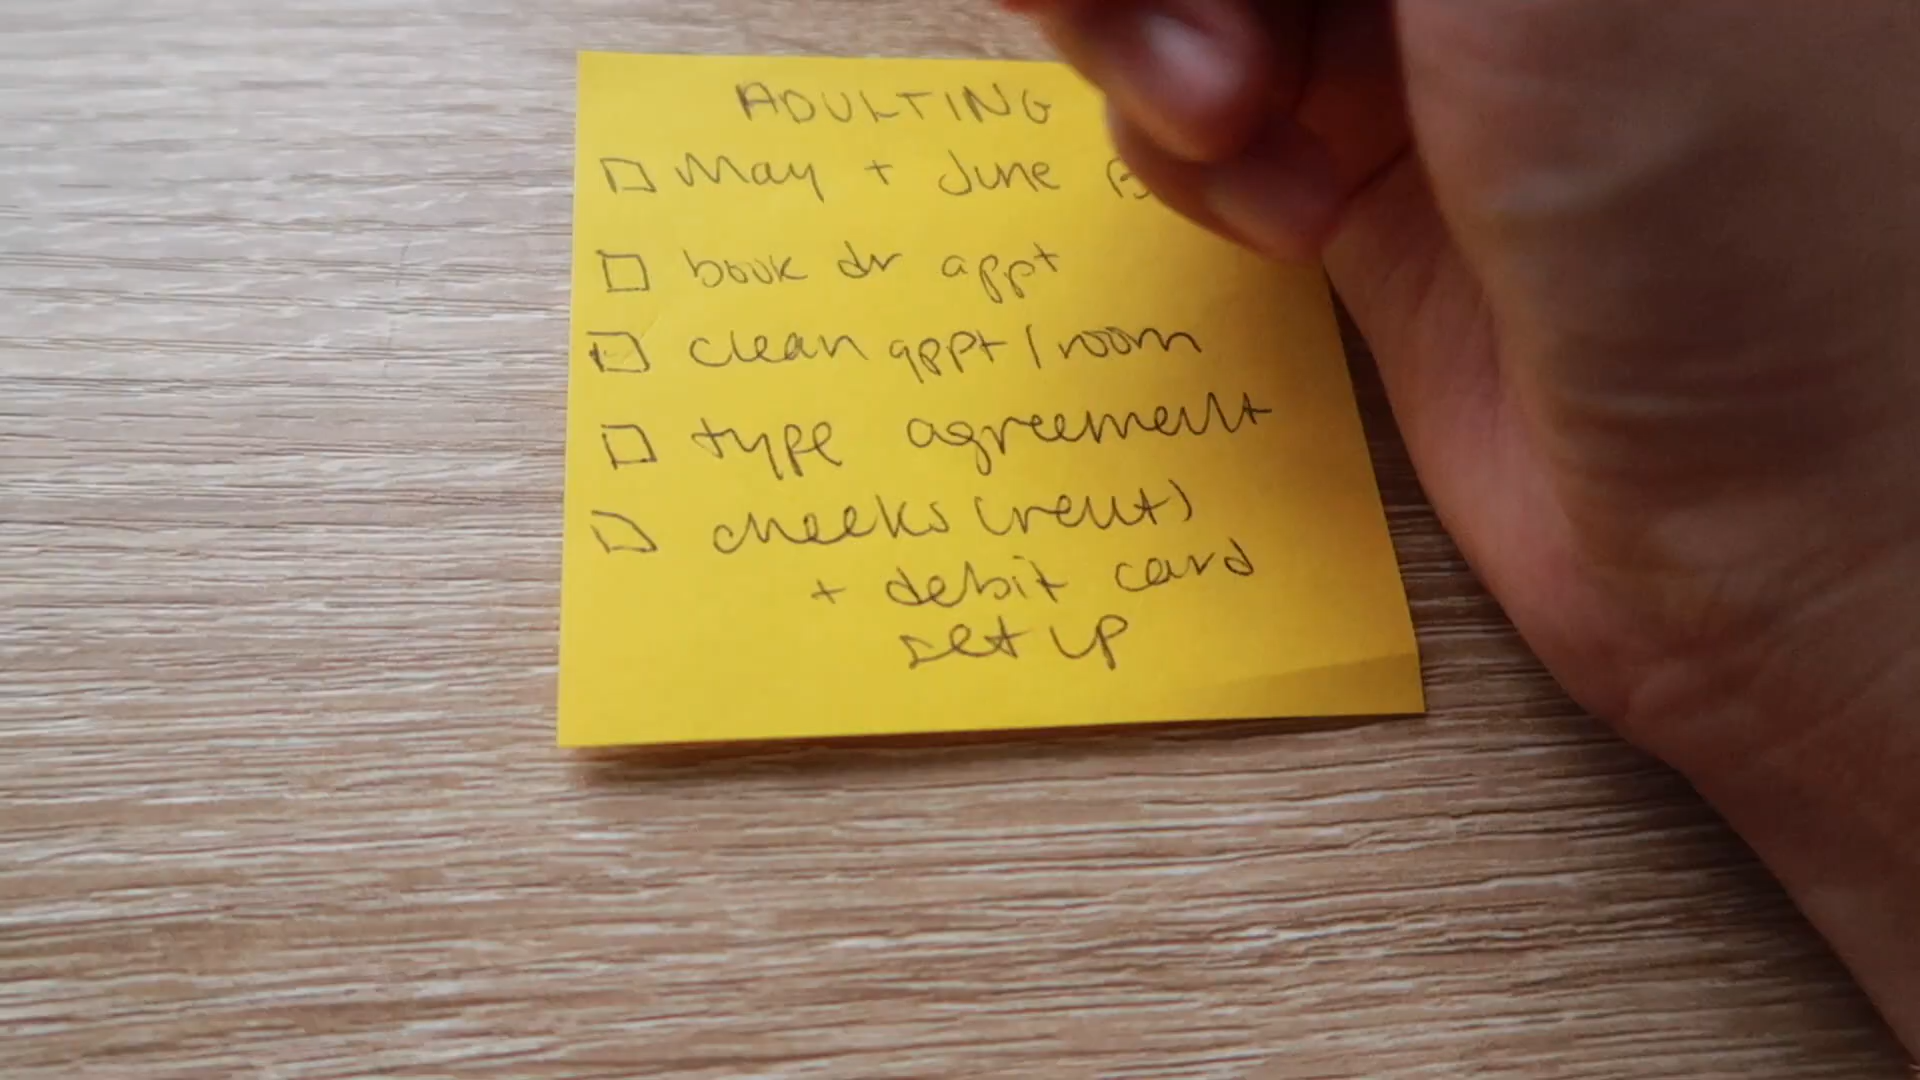 ADULTING
May + June
book dr appt
clean appt / room
type agreement
checks (rent)
+ debit card
set up